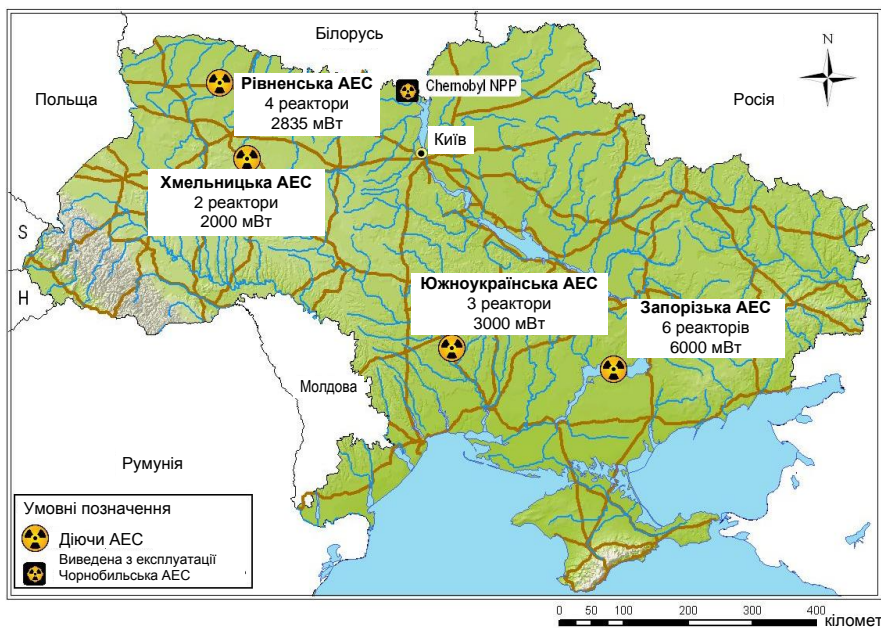 Білорусь
N
Польща
Рівненська АЕС
4 реактори
2835 мВт
Chernobyl NPP
Росія
Київ
Хмельницька АЕС
2 реактори
2000 мВт
S
H
Южноукраїнська АЕС
3 реактори
3000 мВт
Запорізька АЕС
6 реакторів
6000 мВт
Молдова
Румунія
Умовні позначення
Діючи АЕС
Виведена з експлуатації
Чорнобильська АЕС
0 50 100 200 300 400 кіломет